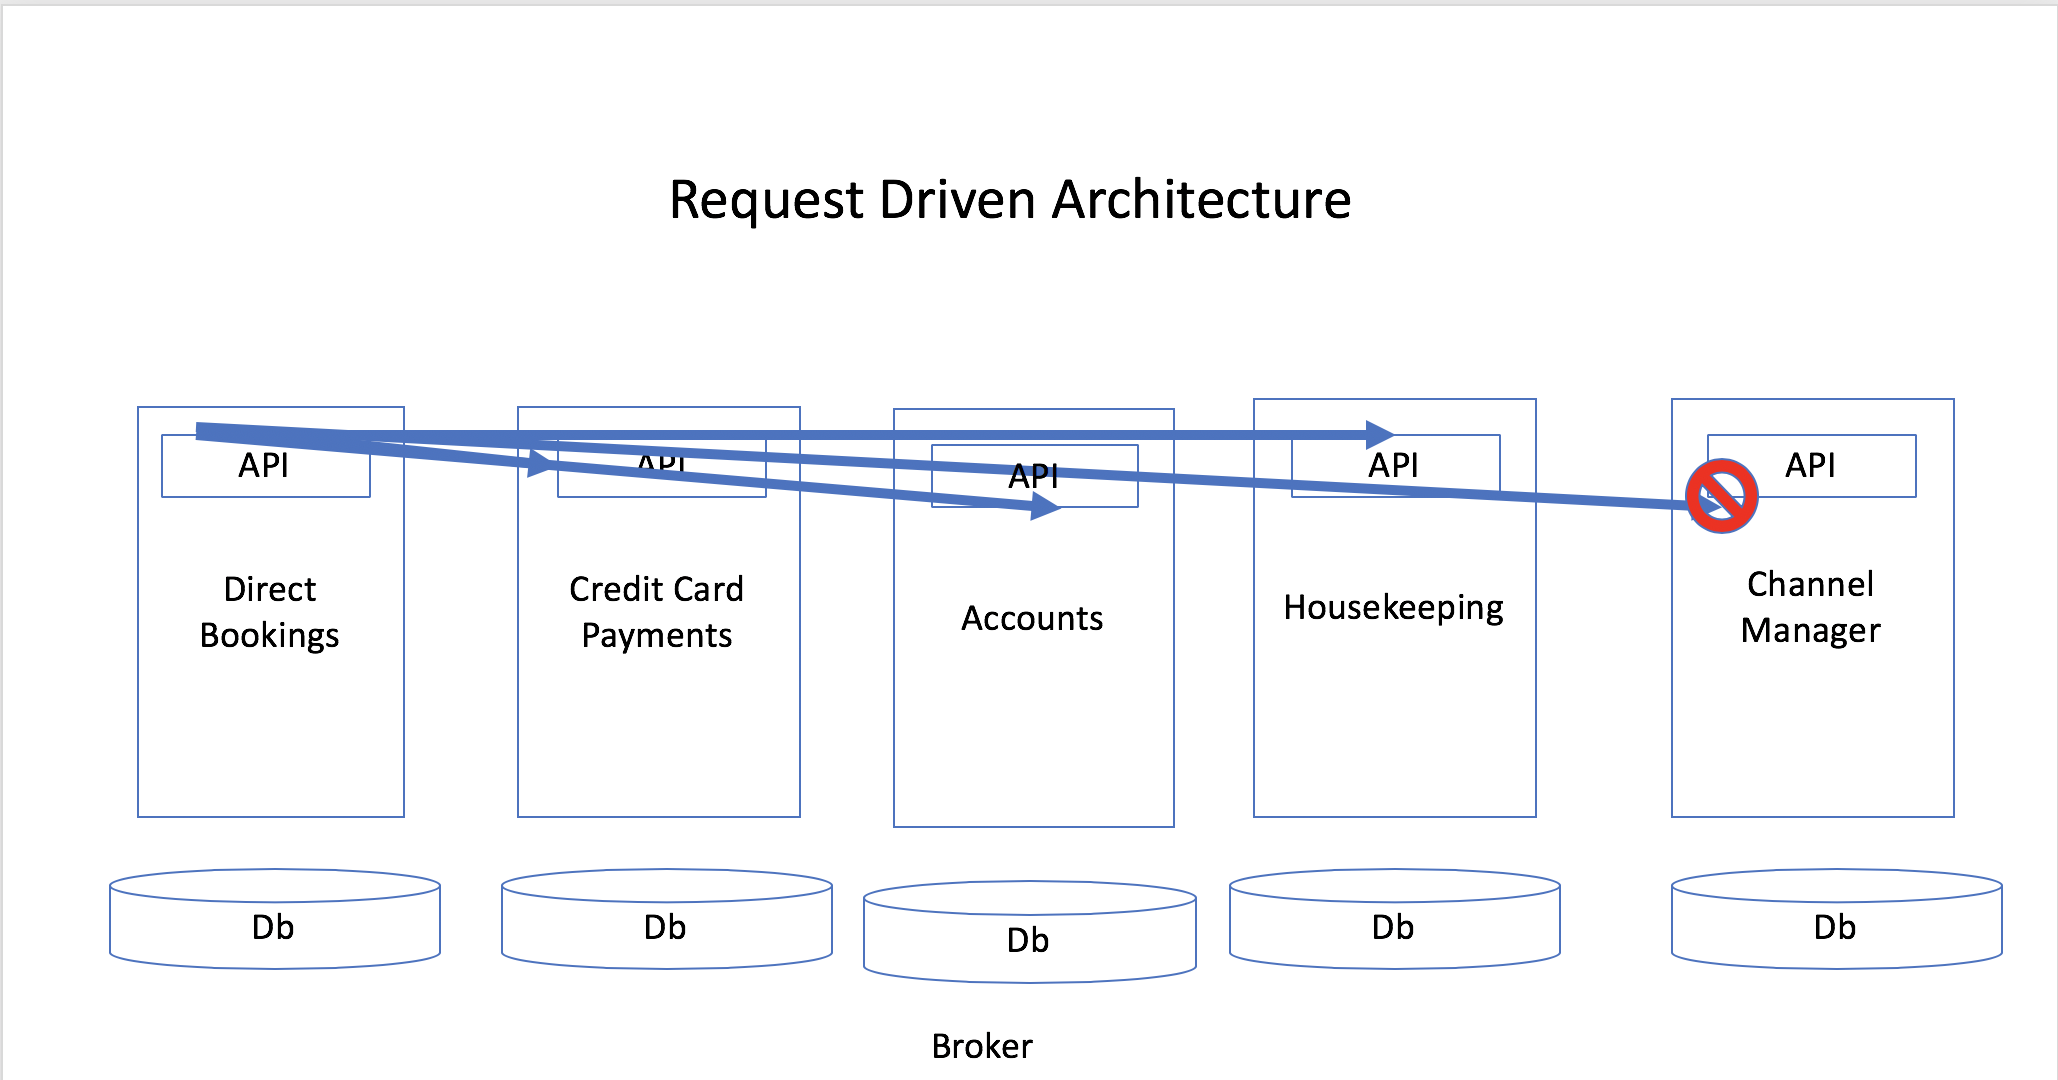 Request Driven Architecture
API
API
API
API
API
Direct
Bookings
Credit Card
Payments
Accounts
Housekeeping
Channel
Manager
Db
Db
Db
Db
Db
Broker